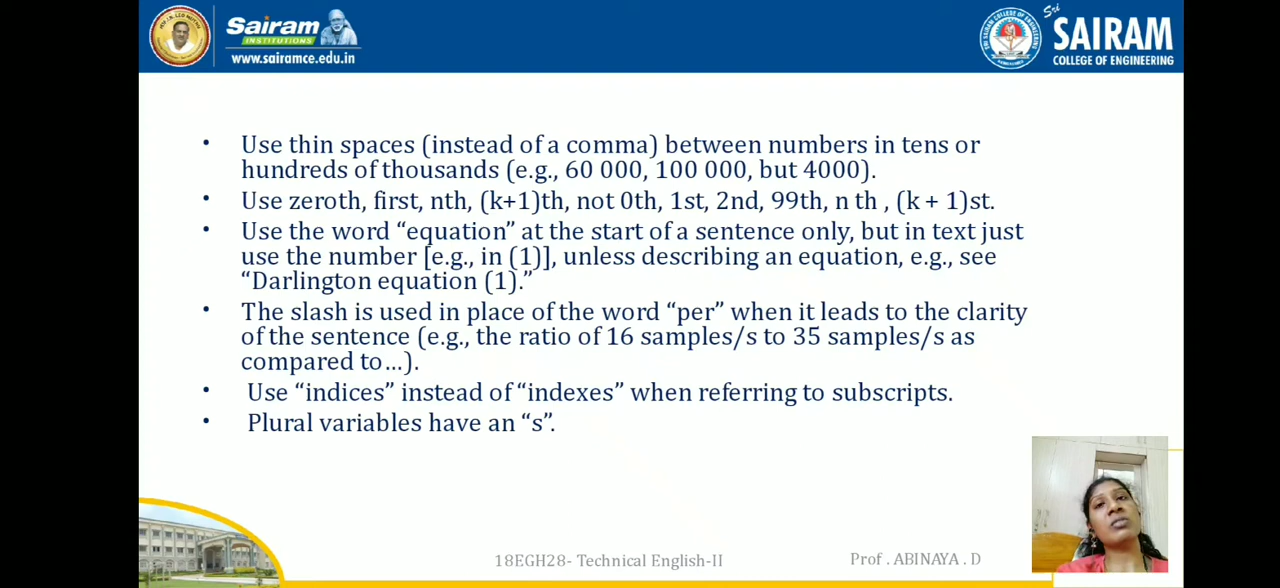 Sairam
INSTITUTIONS
www.sairamce.edu.in
Sri
SAIRAM
COLLEGE OF ENGINEERING
• Use thin spaces (instead of a comma) between numbers in tens or
hundreds of thousands (e.g., 60 000, 100 000, but 4000).
• Use zeroth, first, nth, (k+1)th, not 0th, 1st, 2nd, 99th, n th , (k + 1)st.
• Use the word “equation” at the start of a sentence only, but in text just
use the number [e.g., in (1)], unless describing an equation, e.g., see
“Darlington equation (1).”
• The slash is used in place of the word “per” when it leads to the clarity
of the sentence (e.g., the ratio of 16 samples/s to 35 samples/s as
compared to…).
• Use “indices” instead of “indexes” when referring to subscripts.
• Plural variables have an “s”.
18EGH28- Technical English-II
Prof . ABINAYA . D